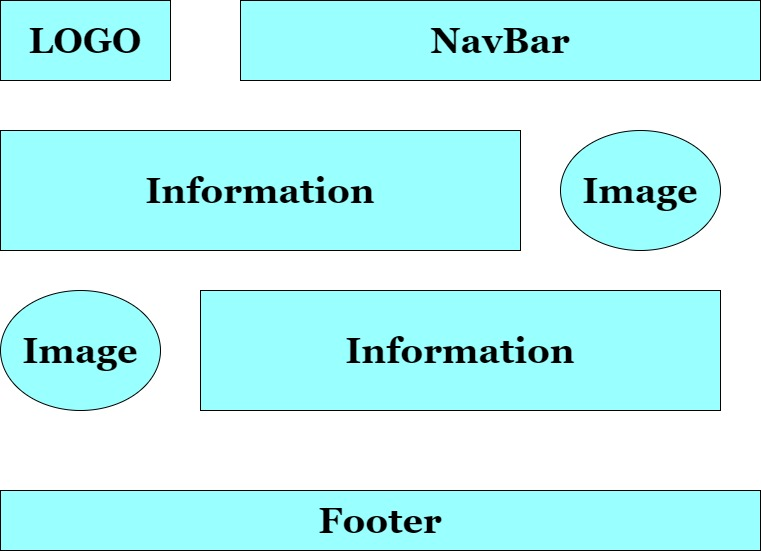 LOGO
NavBar
Information
Image
Image
Information
Footer